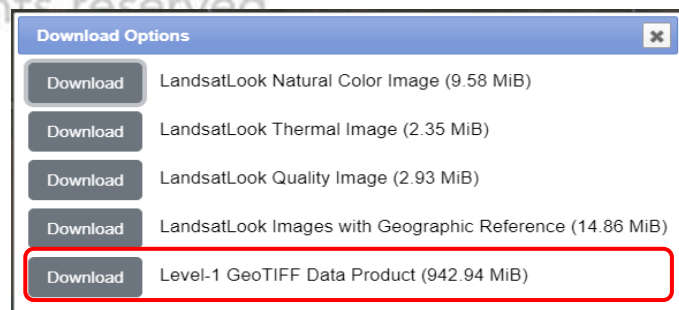 nts reserved
Download Options
Download LandsatLook Natural Color Image (9.58 MiB)
Download LandsatLook Thermal Image (2.35 MiB)
Download LandsatLook Quality Image (2.93 MiB)
Download LandsatLook Images with Geographic Reference (14.86 MiB)
Download Level-1 GeoTIFF Data Product (942.94 MiB)